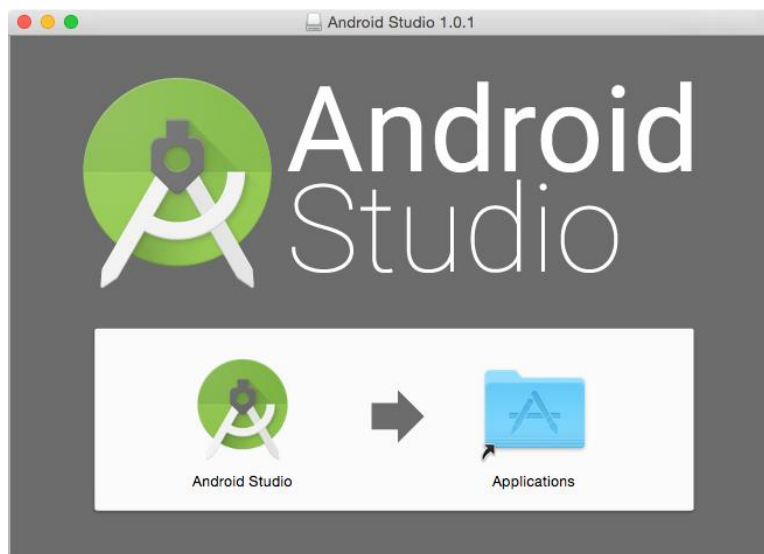 Android Studio 1.0.1
Android
Studio
Android Studio
Applications